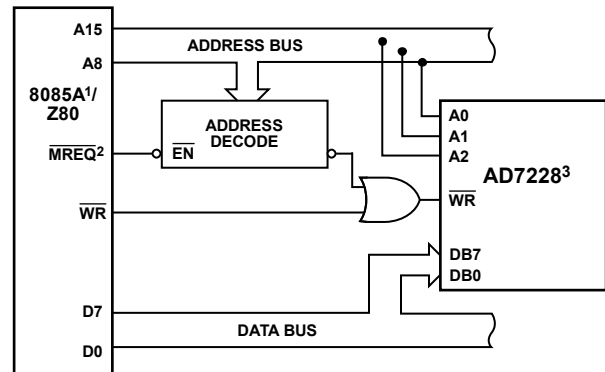 A15
ADDRESS BUS
A8
8085A1/
Z80
ADDRESS
DECODE
A0
A1
A2
AD72283
MREQ2
EN
WR
WR
DB7
DB0
D7
DATA BUS
D0